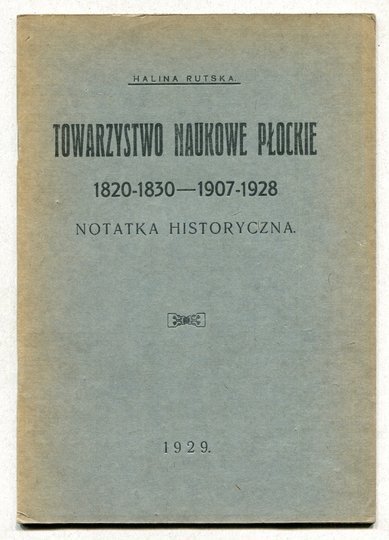 HALINA RUTSKA.
TOWARZYSTWO NAUKOWE PŁOCKIE
1820-1830—1907-1928
NOTATKA HISTORYCZNA.
1929.